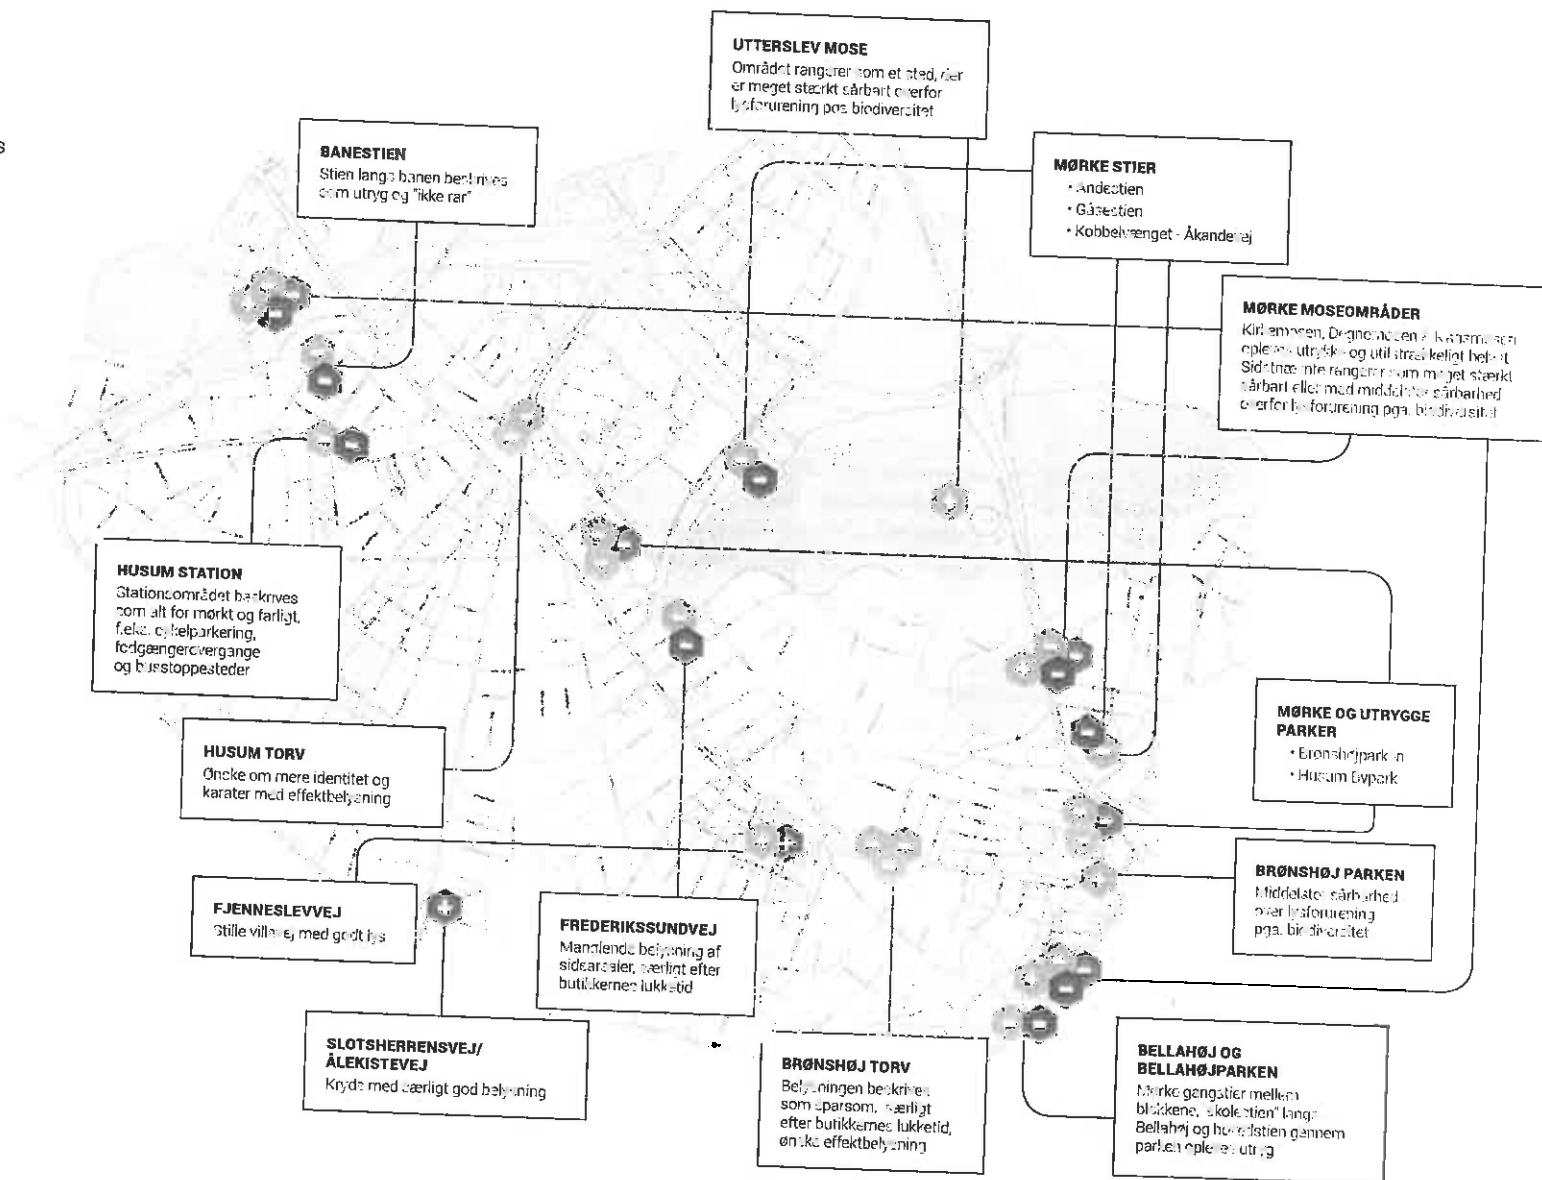 UTTERSLEV MOSE
Området rangerer som et sted, der
er meget stærkt sårbart overfor
lysforurening pga biodiversitet
s
BANESTIEN
Stien langs banen beskrives
som utryg og "ikke rar"
MØRKE STIER
• Andestien
• Gåsestien
• Kobbelvænget - Åkandevej
MØRKE MOSEOMRÅDER
Kirkemosen, Degnemosen
opleves og utilstrækkeligt belyst
Sidstnævnte rangerer som meget stærkt
sårbart eller med middelstor sårbarhed
overfor lysforurening pga. biodiversitet
HUSUM STATION
Stationsområdet beskrives
som alt for mørkt og farligt,
f.eks. cykelparkering,
fodgængerovergange
og busstoppesteder
HUSUM TORV
Ønske om mere identitet og
karater med effektbelysning
MØRKE OG UTRYGGE
PARKER
• Brønshøjparken
• Husum Bypark
FJENNESLEVVEJ
Stille villavej med godt lys
FREDERIKSSUNDVEJ
Manglende belysning af
sidearealer, særligt efter
butikkernes lukketid
BRØNSHØJ PARKEN
Middelstor sårbarhed
over lysforurening
pga. biodiversitet
SLOTSHERRENSVEJ/
ÅLEKISTEVEJ
Kryds med særligt god belysning
BRØNSHØJ TORV
Belysningen beskrives
som sparsom, særligt
efter butikkernes lukketid,
ønske effektbelysning
BELLAHØJ OG
BELLAHØJPARKEN
Mørke gangstier mellem
blokkene, "skolestien" langs
Bellahøj og hovedstien gennem
parken opleves utryg